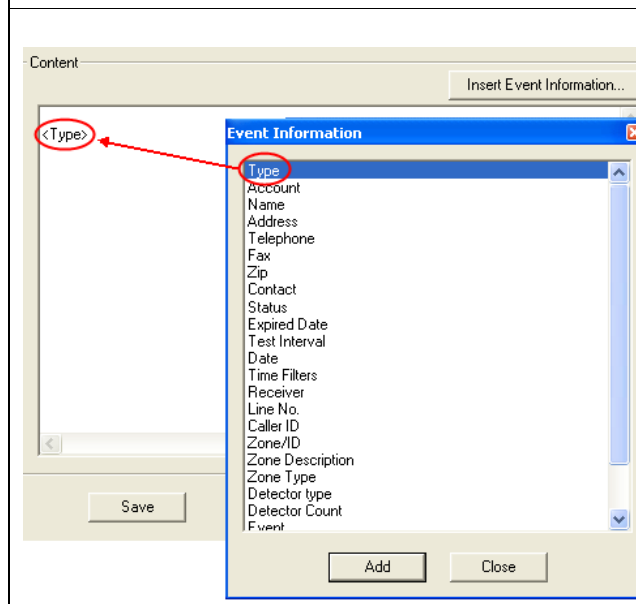 Content
Insert Event Information...
<Type>
Event Information
Type
Account
Name
Address
Telephone
Fax
Zip
Contact
Status
Expired Date
Test Interval
Date
Time Filters
Receiver
Line No.
Caller ID
Zone/ID
Zone Description
Zone Type
Detector type
Detector Count
Event
Save
Add
Close